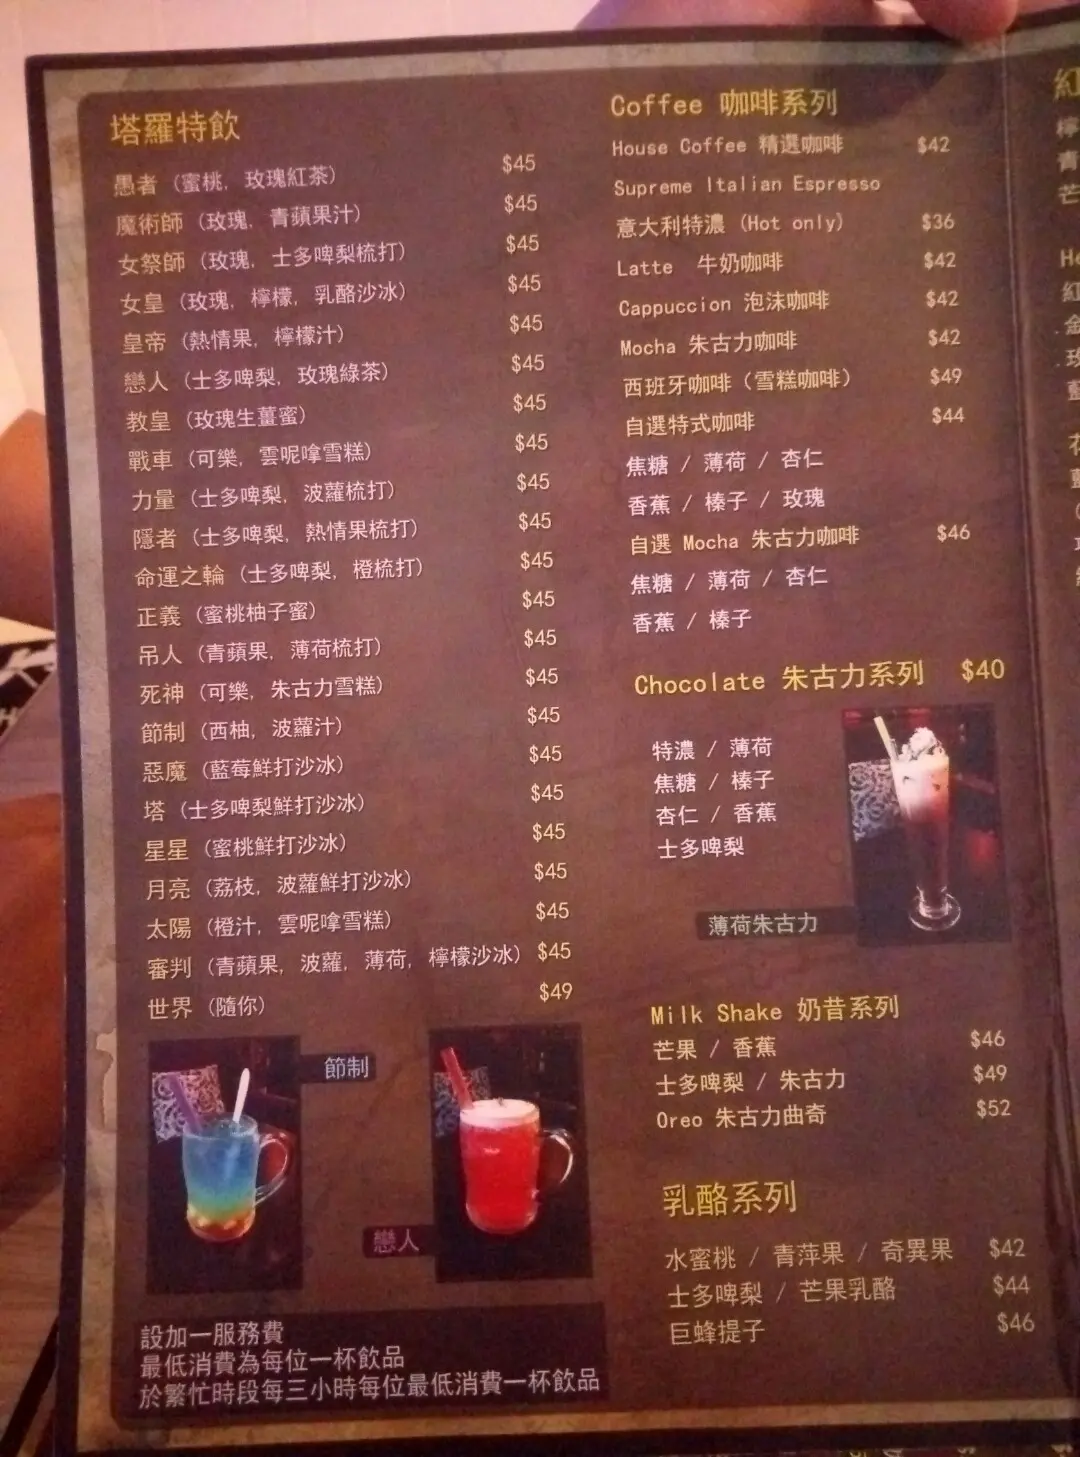 塔羅特飲
愚者 (蜜桃, 玫瑰紅茶) $45
魔術師 (玫瑰, 青蘋果汁) $45
女祭師 (玫瑰, 士多啤梨梳打) $45
女皇 (玫瑰, 檸檬, 乳酪沙冰) $45
皇帝 (熱情果, 檸檬汁) $45
戀人 (士多啤梨, 玫瑰綠茶) $45
教皇 (玫瑰生薑蜜) $45
戰車 (可樂, 雲呢嗱雪糕) $45
力量 (士多啤梨, 波蘿梳打) $45
隱者 (士多啤梨, 熱情果梳打) $45
命運之輪 (士多啤梨, 橙梳打) $45
正義 (蜜桃柚子蜜) $45
吊人 (青蘋果, 薄荷梳打) $45
死神 (可樂, 朱古力雪糕) $45
節制 (西柚, 波蘿汁) $45
惡魔 (藍莓鮮打沙冰) $45
塔 (士多啤梨鮮打沙冰) $45
星星 (蜜桃鮮打沙冰) $45
月亮 (荔枝, 波蘿鮮打沙冰) $45
太陽 (橙汁, 雲呢嗱雪糕) $45
審判 (青蘋果, 波蘿, 薄荷, 檸檬沙冰) $45
世界 (隨你) $49
節制
戀人
設加一服務費
最低消費為每位一杯飲品
於繁忙時段每三小時每位最低消費一杯飲品
Coffee 咖啡系列
House Coffee 精選咖啡 $42
Supreme Italian Espresso
意大利特濃 (Hot only) $36
Latte 牛奶咖啡 $42
Cappuccion 泡沫咖啡 $42
Mocha 朱古力咖啡 $42
西班牙咖啡 (雪糕咖啡) $49
自選特式咖啡 $44
焦糖 / 薄荷 / 杏仁
香蕉 / 榛子 / 玫瑰
自選 Mocha 朱古力咖啡 $46
焦糖 / 薄荷 / 杏仁
香蕉 / 榛子
Chocolate 朱古力系列 $40
特濃 / 薄荷
焦糖 / 榛子
杏仁 / 香蕉
士多啤梨
薄荷朱古力
Milk Shake 奶昔系列
芒果 / 香蕉 $46
士多啤梨 / 朱古力 $49
Oreo 朱古力曲奇 $52
乳酪系列
水蜜桃 / 青萍果 / 奇異果 $42
士多啤梨 / 芒果乳酪 $44
巨蜂提子 $46
紅
檸
青
芒
He
紅
金
玫
藍
花